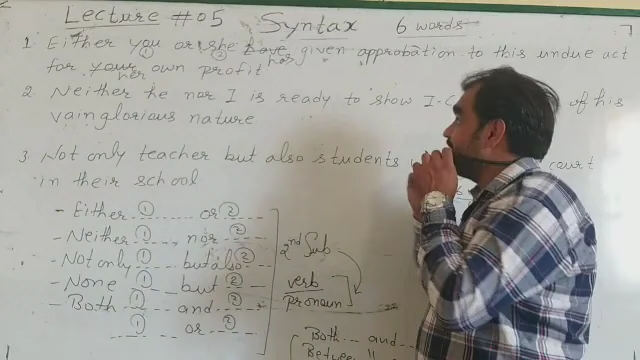 Lecture #05 Syntax 6 words
1 Either you or she have given approbation to this undue act
① ② has
for your own profit
her
2 Neither he nor I is ready to show of his
vainglorious nature
3 Not only teacher but also students court
in their school
- Either ① or ②
- Neither ① nor ②
- Not only ① but also ②
- None ① but ②
- Both ① and ②
① or ②
2nd Sub
verb
pronoun
Both and
Between "